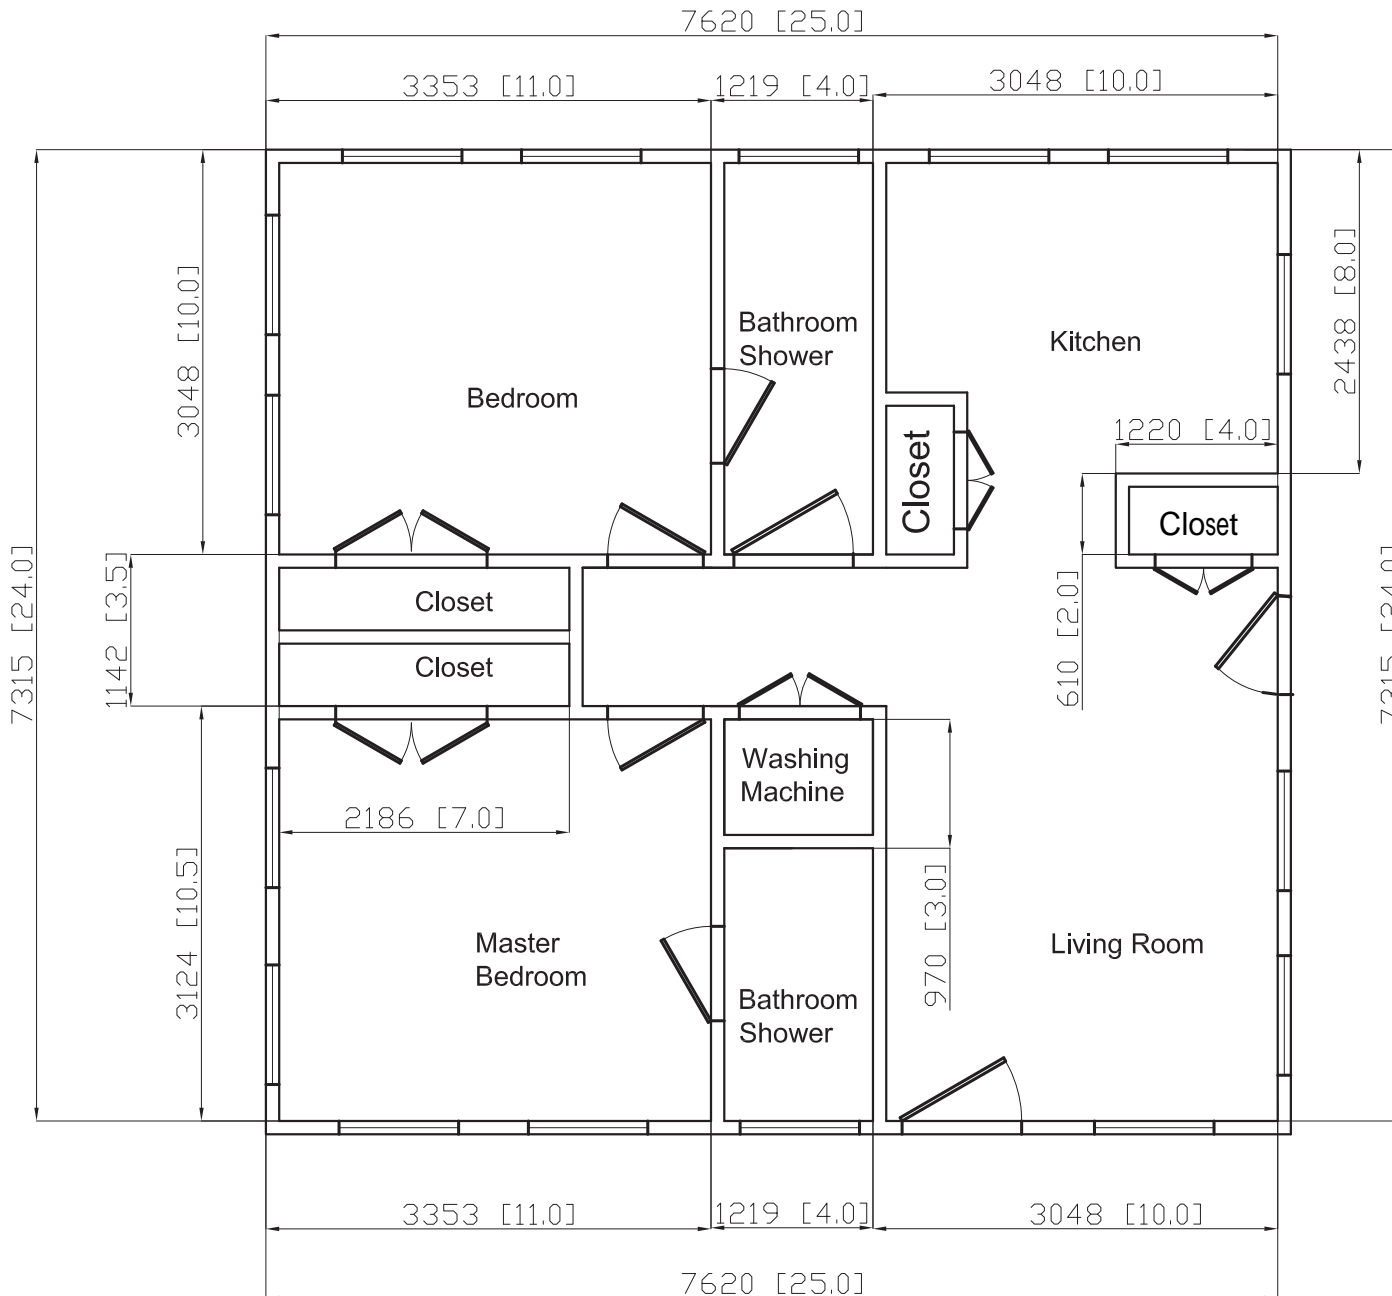 7620 [25.0]
3353 [11.0]
1219 [4.0]
3048 [10.0]
7315 [24.0]
3048 [10.0]
2438 [8.0]
Bathroom
Shower
Kitchen
Bedroom
1220 [4.0]
Closet
Closet
7315 [24.0]
1142 [3.5]
610 [2.0]
Closet
Closet
Washing
Machine
2186 [7.0]
3124 [10.5]
970 [3.0]
Master
Bedroom
Living Room
Bathroom
Shower
3353 [11.0]
1219 [4.0]
3048 [10.0]
7620 [25.0]